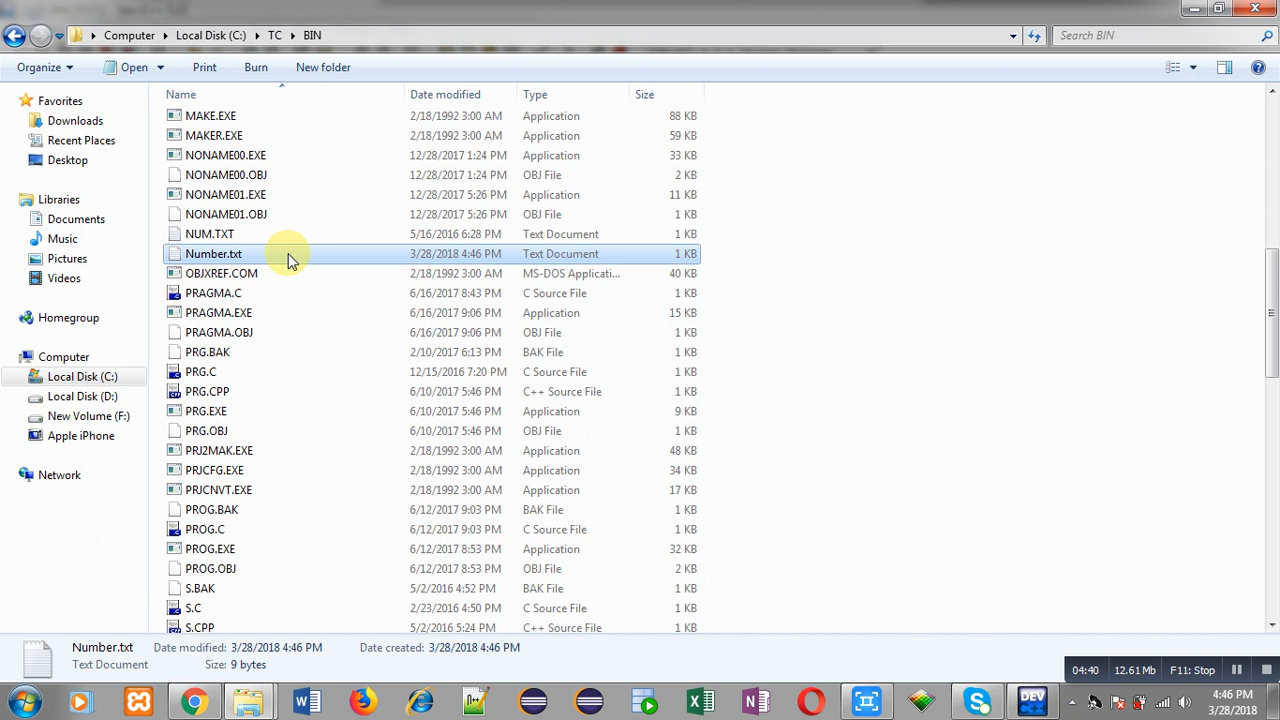 Computer Local Disk (C:) TC BIN Search BIN
Organize Open Print Burn New folder
Name Date modified Type Size
Favorites
Downloads
Recent Places
Desktop
Libraries
Documents
Music
Pictures
Videos
Homegroup
Computer
Local Disk (C:)
Local Disk (D:)
New Volume (F:)
Apple iPhone
Network
MAKE.EXE 2/18/1992 3:00 AM Application 88 KB
MAKER.EXE 2/18/1992 3:00 AM Application 59 KB
NONAME00.EXE 12/28/2017 1:24 PM Application 33 KB
NONAME00.OBJ 12/28/2017 1:24 PM OBJ File 2 KB
NONAME01.EXE 12/28/2017 5:26 PM Application 11 KB
NONAME01.OBJ 12/28/2017 5:26 PM OBJ File 1 KB
NUM.TXT 5/16/2016 6:28 PM Text Document 1 KB
Number.txt 3/28/2018 4:46 PM Text Document 1 KB
OBJXREF.COM 2/18/1992 3:00 AM MS-DOS Applicati... 40 KB
PRAGMA.C 6/16/2017 8:43 PM C Source File 1 KB
PRAGMA.EXE 6/16/2017 9:06 PM Application 15 KB
PRAGMA.OBJ 6/16/2017 9:06 PM OBJ File 1 KB
PRG.BAK 2/10/2017 6:13 PM BAK File 1 KB
PRG.C 12/15/2016 7:20 PM C Source File 1 KB
PRG.CPP 6/10/2017 5:46 PM C++ Source File 1 KB
PRG.EXE 6/10/2017 5:46 PM Application 9 KB
PRG.OBJ 6/10/2017 5:46 PM OBJ File 1 KB
PRJ2MAK.EXE 2/18/1992 3:00 AM Application 48 KB
PRJCFG.EXE 2/18/1992 3:00 AM Application 34 KB
PRJCNVT.EXE 2/18/1992 3:00 AM Application 17 KB
PROG.BAK 6/12/2017 9:03 PM BAK File 1 KB
PROG.C 6/12/2017 9:03 PM C Source File 1 KB
PROG.EXE 6/12/2017 8:53 PM Application 32 KB
PROG.OBJ 6/12/2017 8:53 PM OBJ File 2 KB
S.BAK 5/2/2016 4:52 PM BAK File 1 KB
S.C 2/23/2016 4:50 PM C Source File 1 KB
S.CPP 5/2/2016 5:24 PM C++ Source File 1 KB
Number.txt Date modified: 3/28/2018 4:46 PM Date created: 3/28/2018 4:46 PM
Text Document Size: 9 bytes
04:40 12.61 Mb F11: Stop
DEV
4:46 PM
3/28/2018